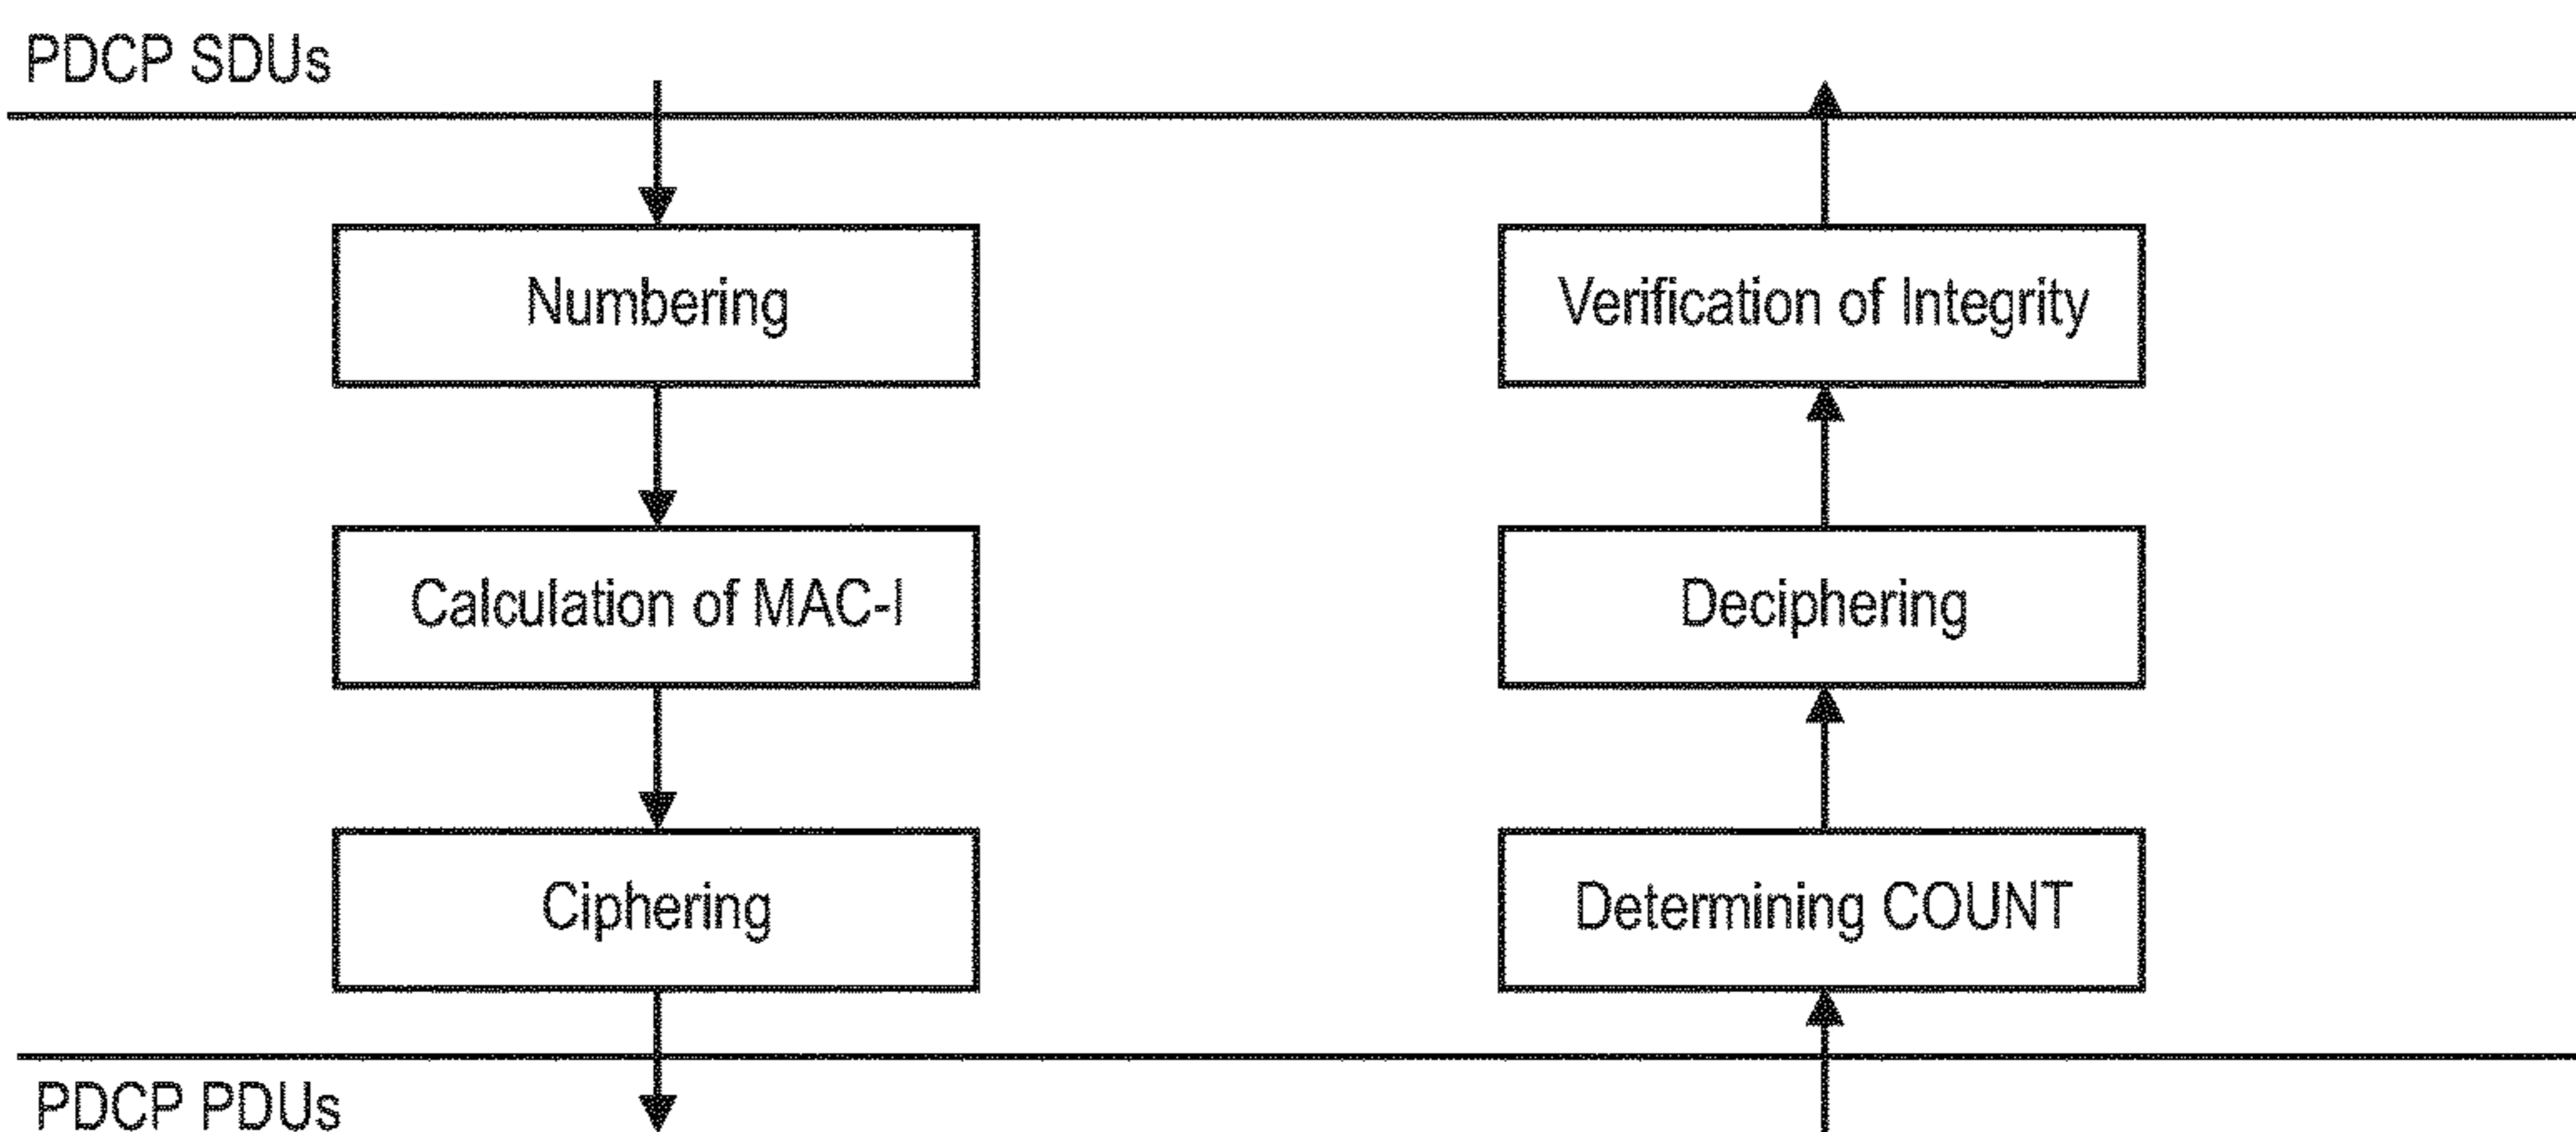 PDCP SDUs
Numbering
Verification of Integrity
Calculation of MAC-I
Deciphering
Ciphering
Determining COUNT
PDCP PDUs